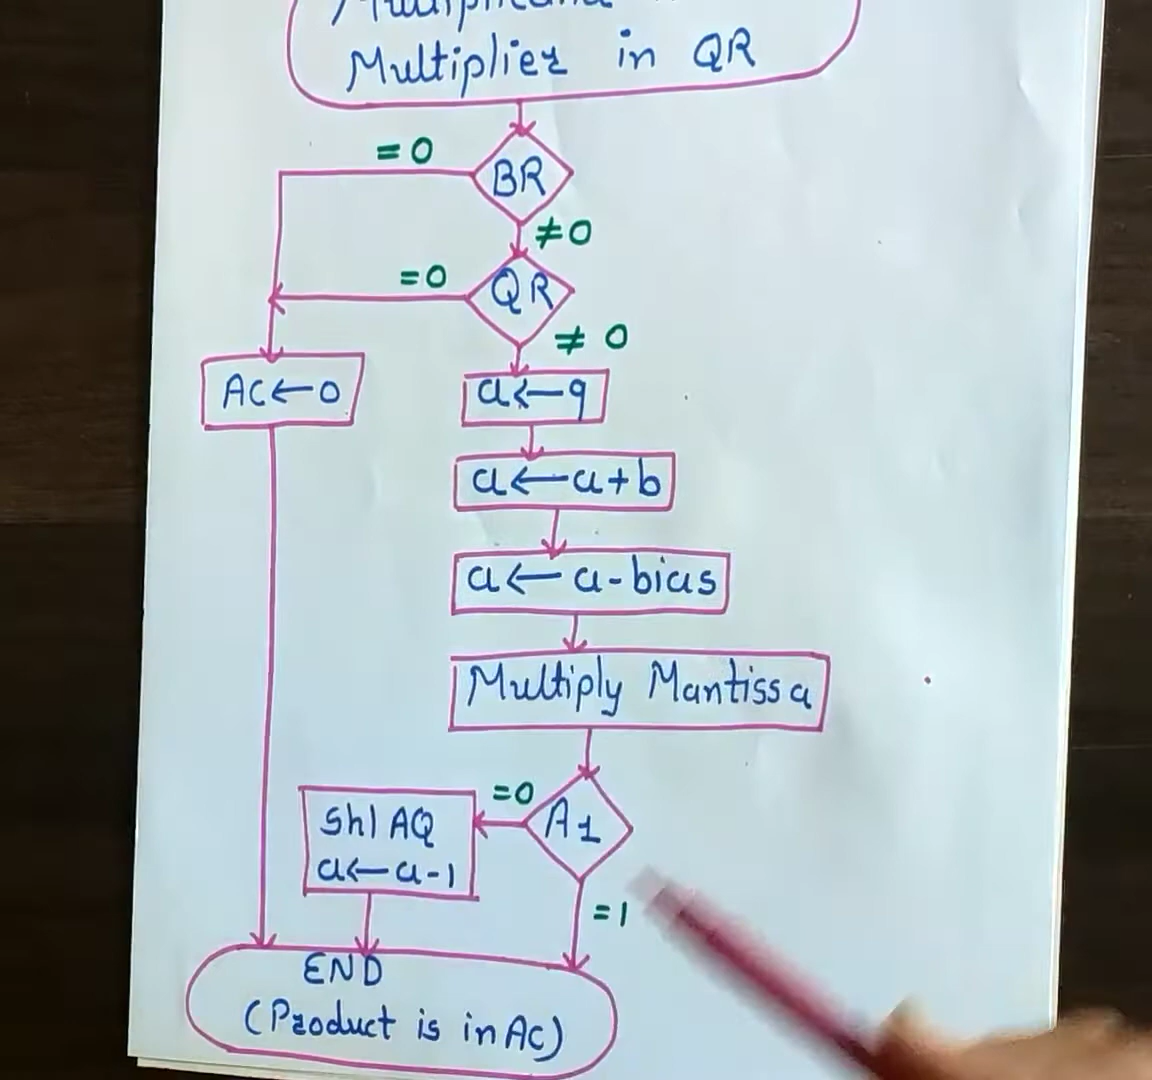 Multiplier in QR
BR
=0
≠0
QR
=0
≠ 0
AC←0
a←q
a←a+b
a←a-bias
Multiply Mantissa
A1
=0
shl AQ
a←a-1
=1
END
(Product is in AC)